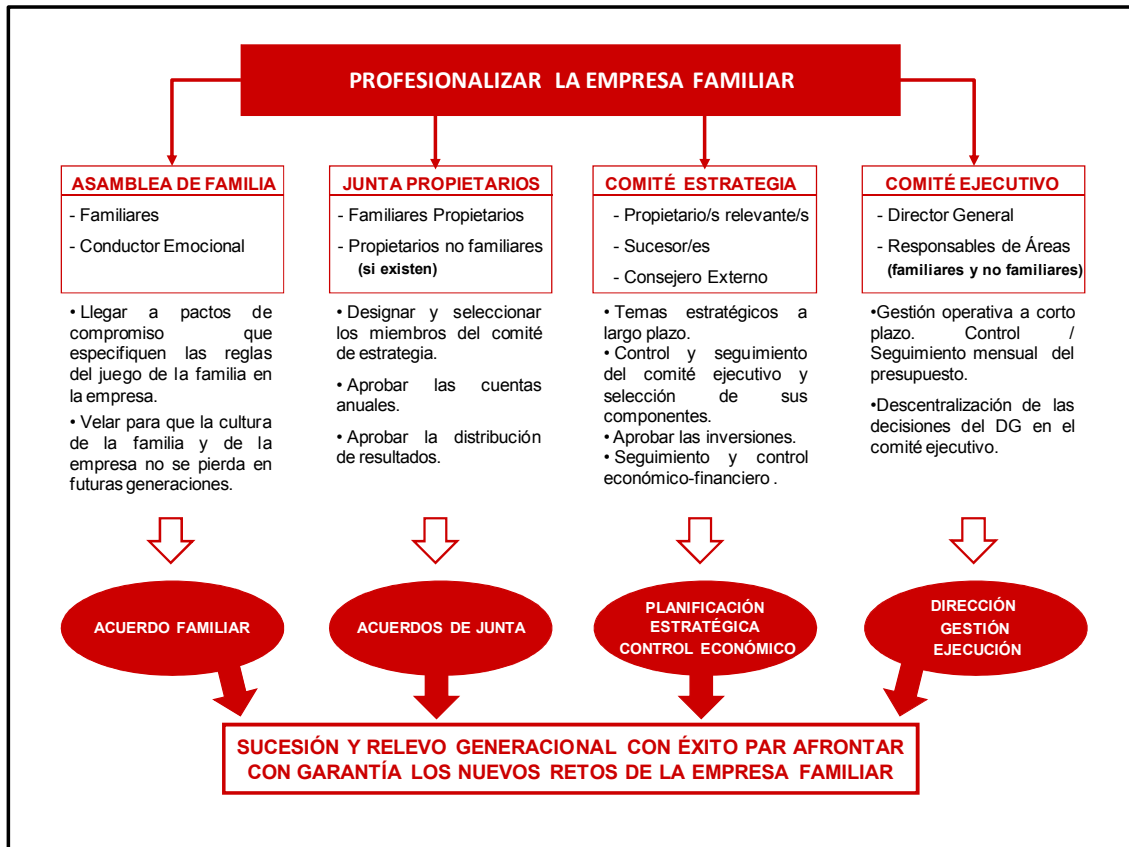 PROFESIONALIZAR LA EMPRESA FAMILIAR
ASAMBLEA DE FAMILIA
- Familiares
- Conductor Emocional
• Llegar a pactos de
compromiso que
especifiquen las reglas
del juego de la familia en
la empresa.
• Velar para que la cultura
de la familia y de la
empresa no se pierda en
futuras generaciones.
ACUERDO FAMILIAR
JUNTA PROPIETARIOS
- Familiares Propietarios
- Propietarios no familiares
(si existen)
• Designar y seleccionar
los miembros del comité
de estrategia.
• Aprobar las cuentas
anuales.
• Aprobar la distribución
de resultados.
ACUERDOS DE JUNTA
COMITÉ ESTRATEGIA
- Propietario/s relevante/s
- Sucesor/es
- Consejero Externo
• Temas estratégicos a
largo plazo.
• Control y seguimiento
del comité ejecutivo y
selección de sus
componentes.
• Aprobar las inversiones.
• Seguimiento y control
económico-financiero .
PLANIFICACIÓN
ESTRATÉGICA
CONTROL ECONÓMICO
COMITÉ EJECUTIVO
- Director General
- Responsables de Áreas
(familiares y no familiares)
•Gestión operativa a corto
plazo. Control /
Seguimiento mensual del
presupuesto.
•Descentralización de las
decisiones del DG en el
comité ejecutivo.
DIRECCIÓN
GESTIÓN
EJECUCIÓN
SUCESIÓN Y RELEVO GENERACIONAL CON ÉXITO PAR AFRONTAR
CON GARANTÍA LOS NUEVOS RETOS DE LA EMPRESA FAMILIAR